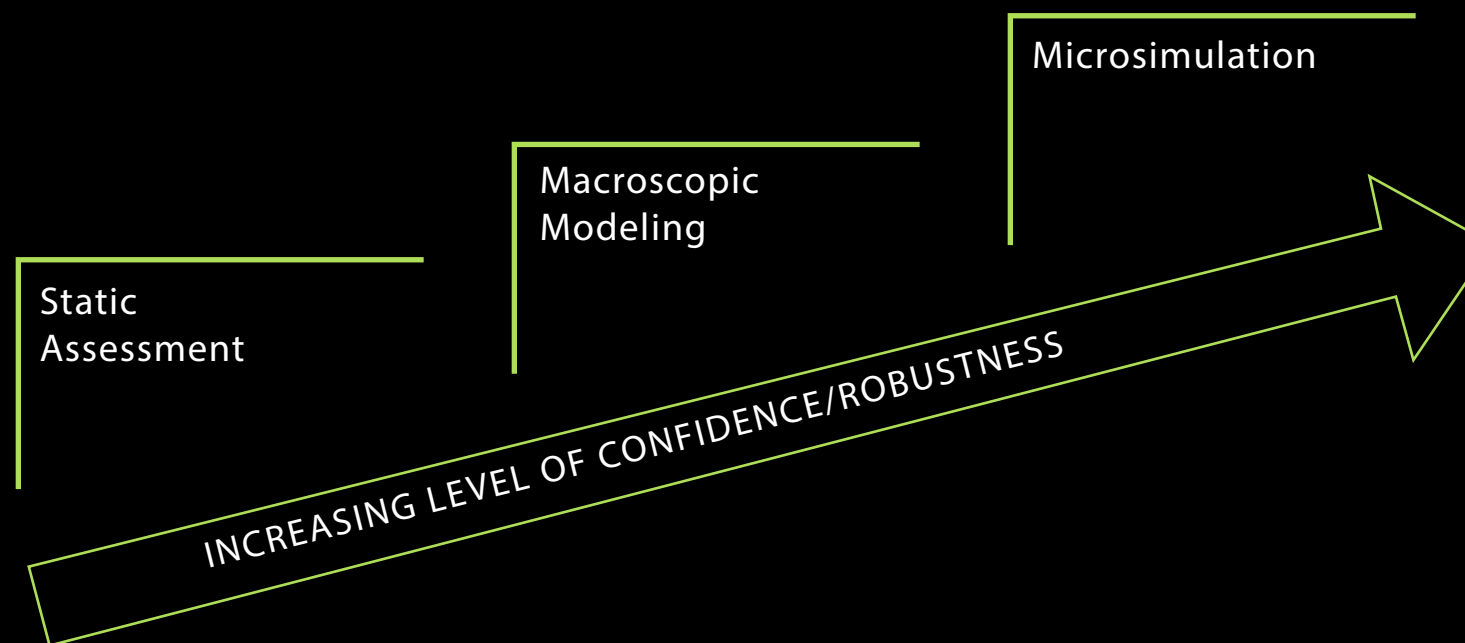 Microsimulation
Macroscopic
Modeling
Static
Assessment
INCREASING LEVEL OF CONFIDENCE/ROBUSTNESS